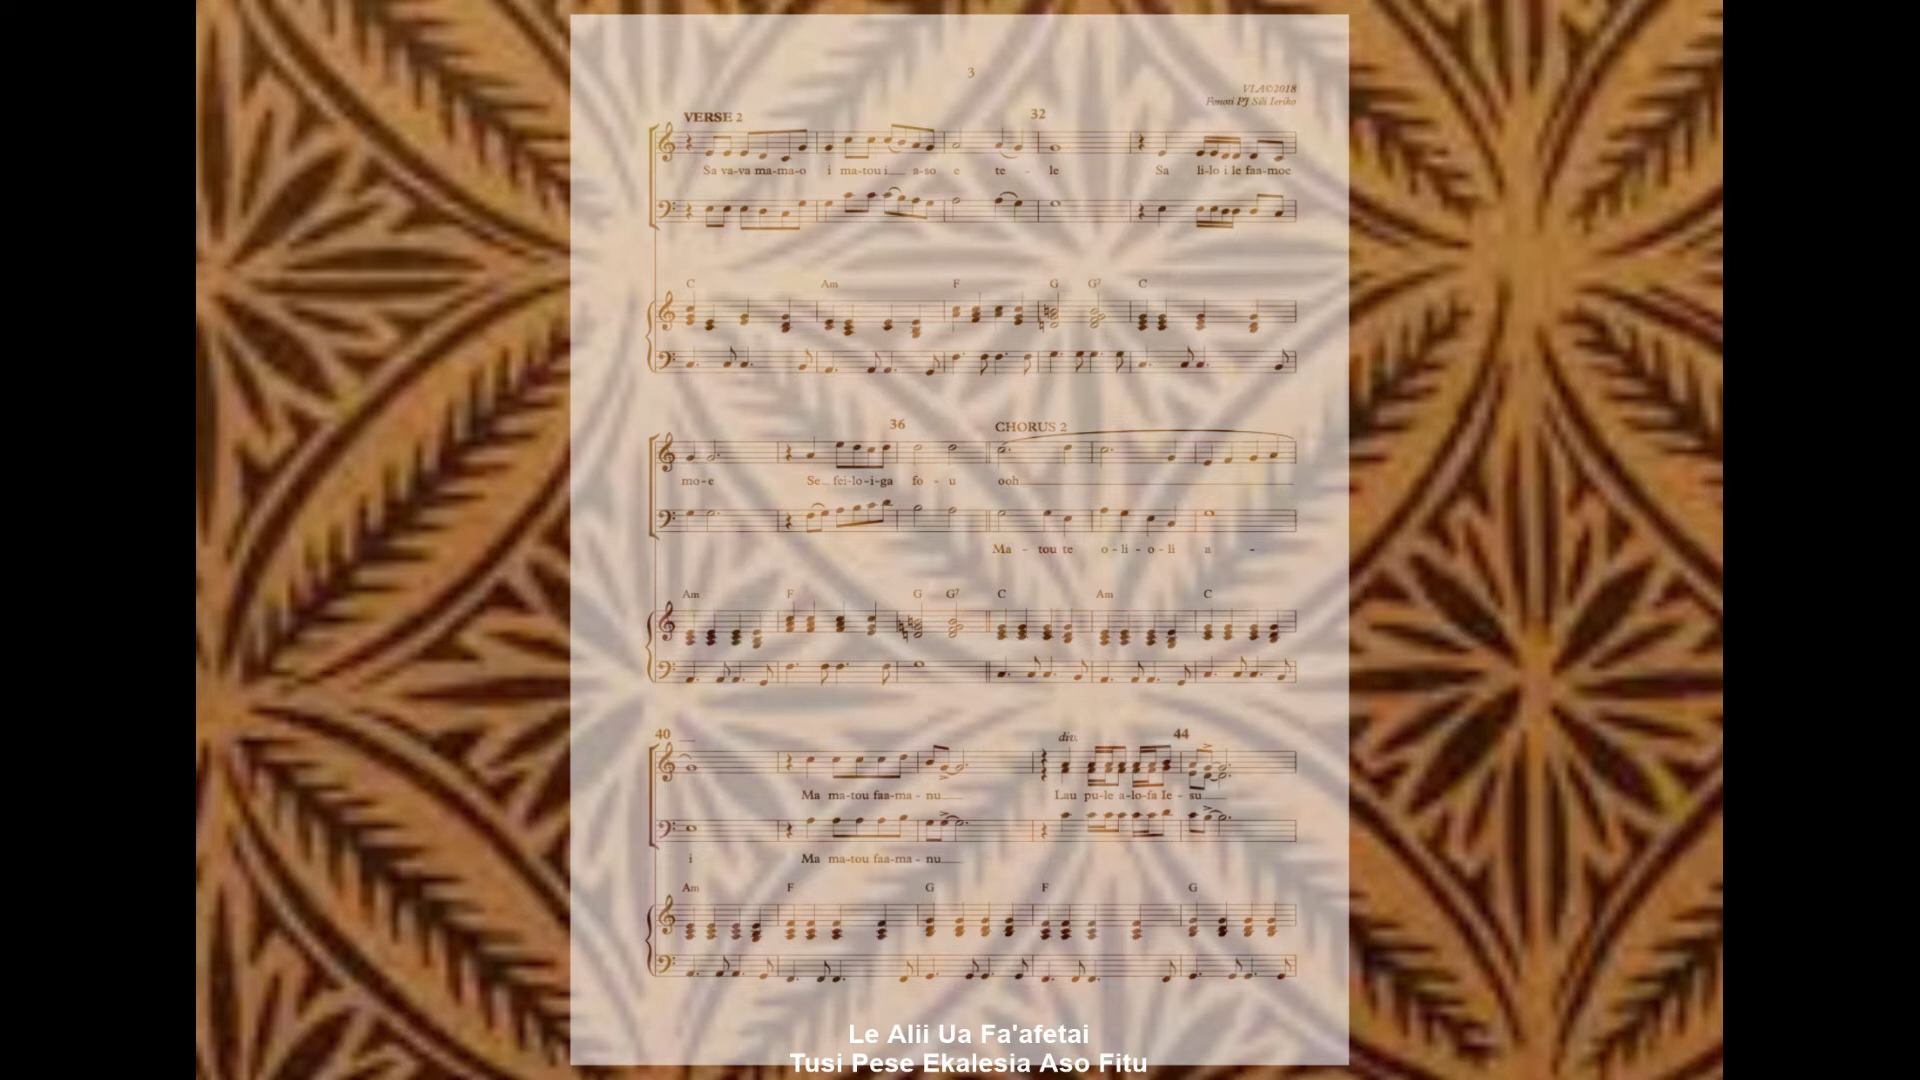 3
VLA©2018
Fonoti PJ Sili Ieriko
VERSE 2
32
Sa va-va ma-ma-o i ma-tou i a-so e te - le Sa li-lo i le faa-moe
C Am F G G7 C
36
CHORUS 2
mo-e Se fei-lo-i-ga fo - u ooh
Ma - tou te o-li-o-li a -
Am F G G7 C Am C
40
div.
44
Ma ma-tou faa-ma - nu Lau pu-le a-lo-fa Ie - su
i Ma ma-tou faa-ma - nu
Am F G F G
Le Alii Ua Fa'afetai
Tusi Pese Ekalesia Aso Fitu